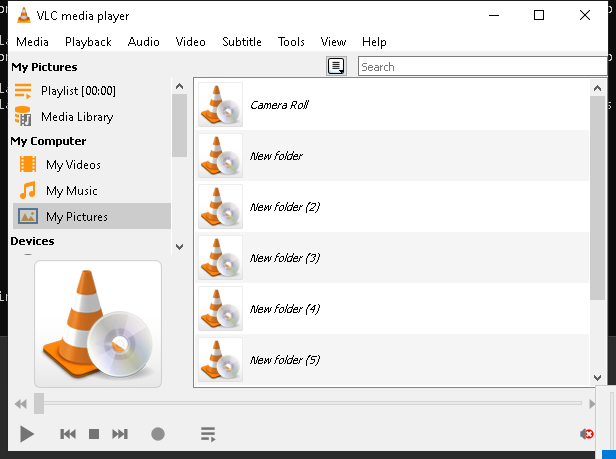 VLC media player
Media Playback Audio Video Subtitle Tools View Help
My Pictures
Search
Playlist [00:00]
Media Library
My Computer
My Videos
My Music
My Pictures
Devices
Camera Roll
New folder
New folder (2)
New folder (3)
New folder (4)
New folder (5)